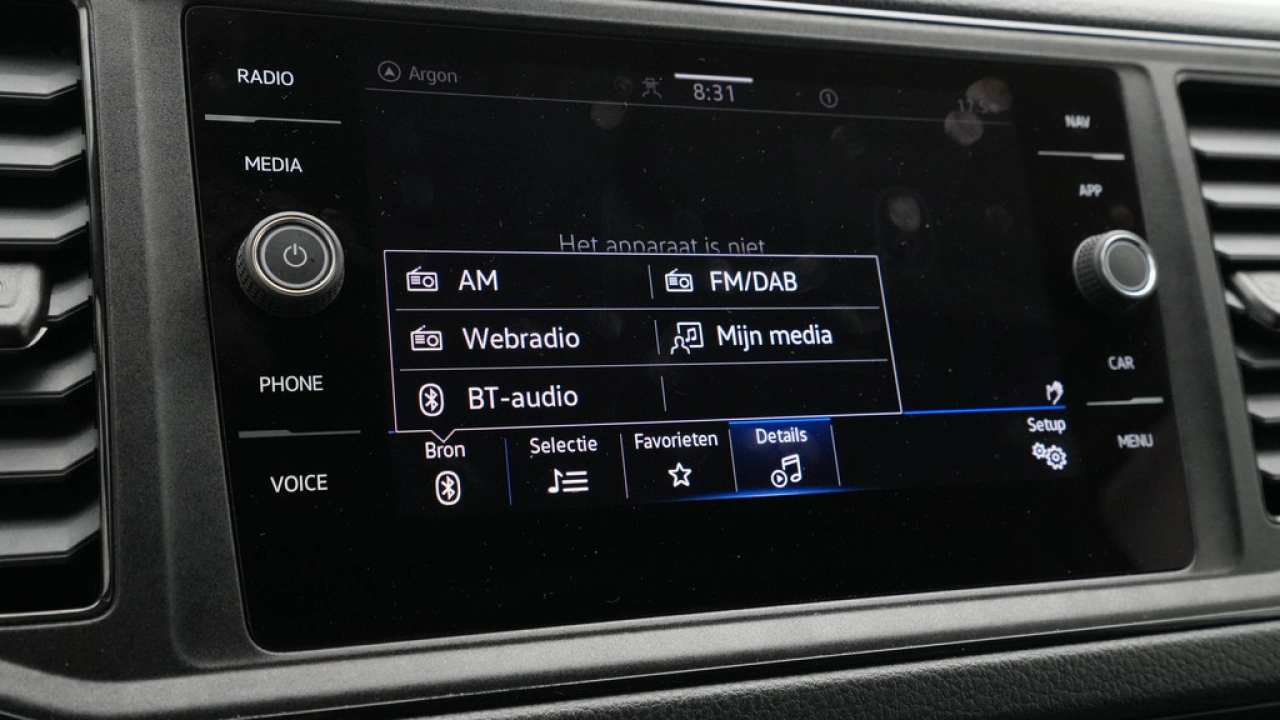 RADIO
MEDIA
PHONE
VOICE
Argon
8:31
1
NAV
APP
CAR
MENU
Het apparaat is niet
AM
FM/DAB
Webradio
Mijn media
BT-audio
Bron
Selectie
Favorieten
Details
Setup